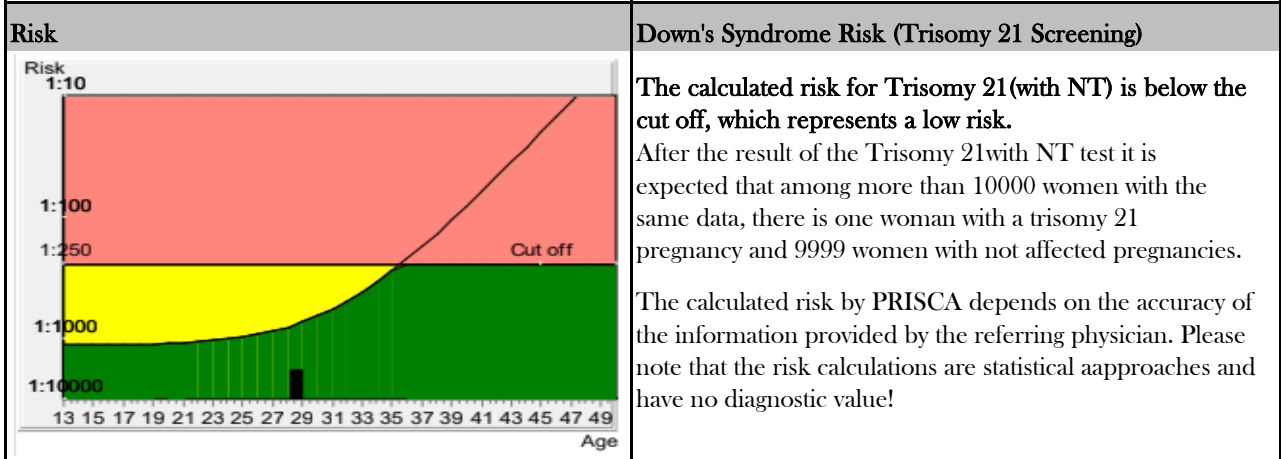 Risk
Down's Syndrome Risk (Trisomy 21 Screening)
Risk
1:10
1:100
1:250
Cut off
1:1000
1:10000
13 15 17 19 21 23 25 27 29 31 33 35 37 39 41 43 45 47 49
Age
The calculated risk for Trisomy 21(with NT) is below the
cut off, which represents a low risk.
After the result of the Trisomy 21with NT test it is
expected that among more than 10000 women with the
same data, there is one woman with a trisomy 21
pregnancy and 9999 women with not affected pregnancies.
The calculated risk by PRISCA depends on the accuracy of
the information provided by the referring physician. Please
note that the risk calculations are statistical aapproaches and
have no diagnostic value!